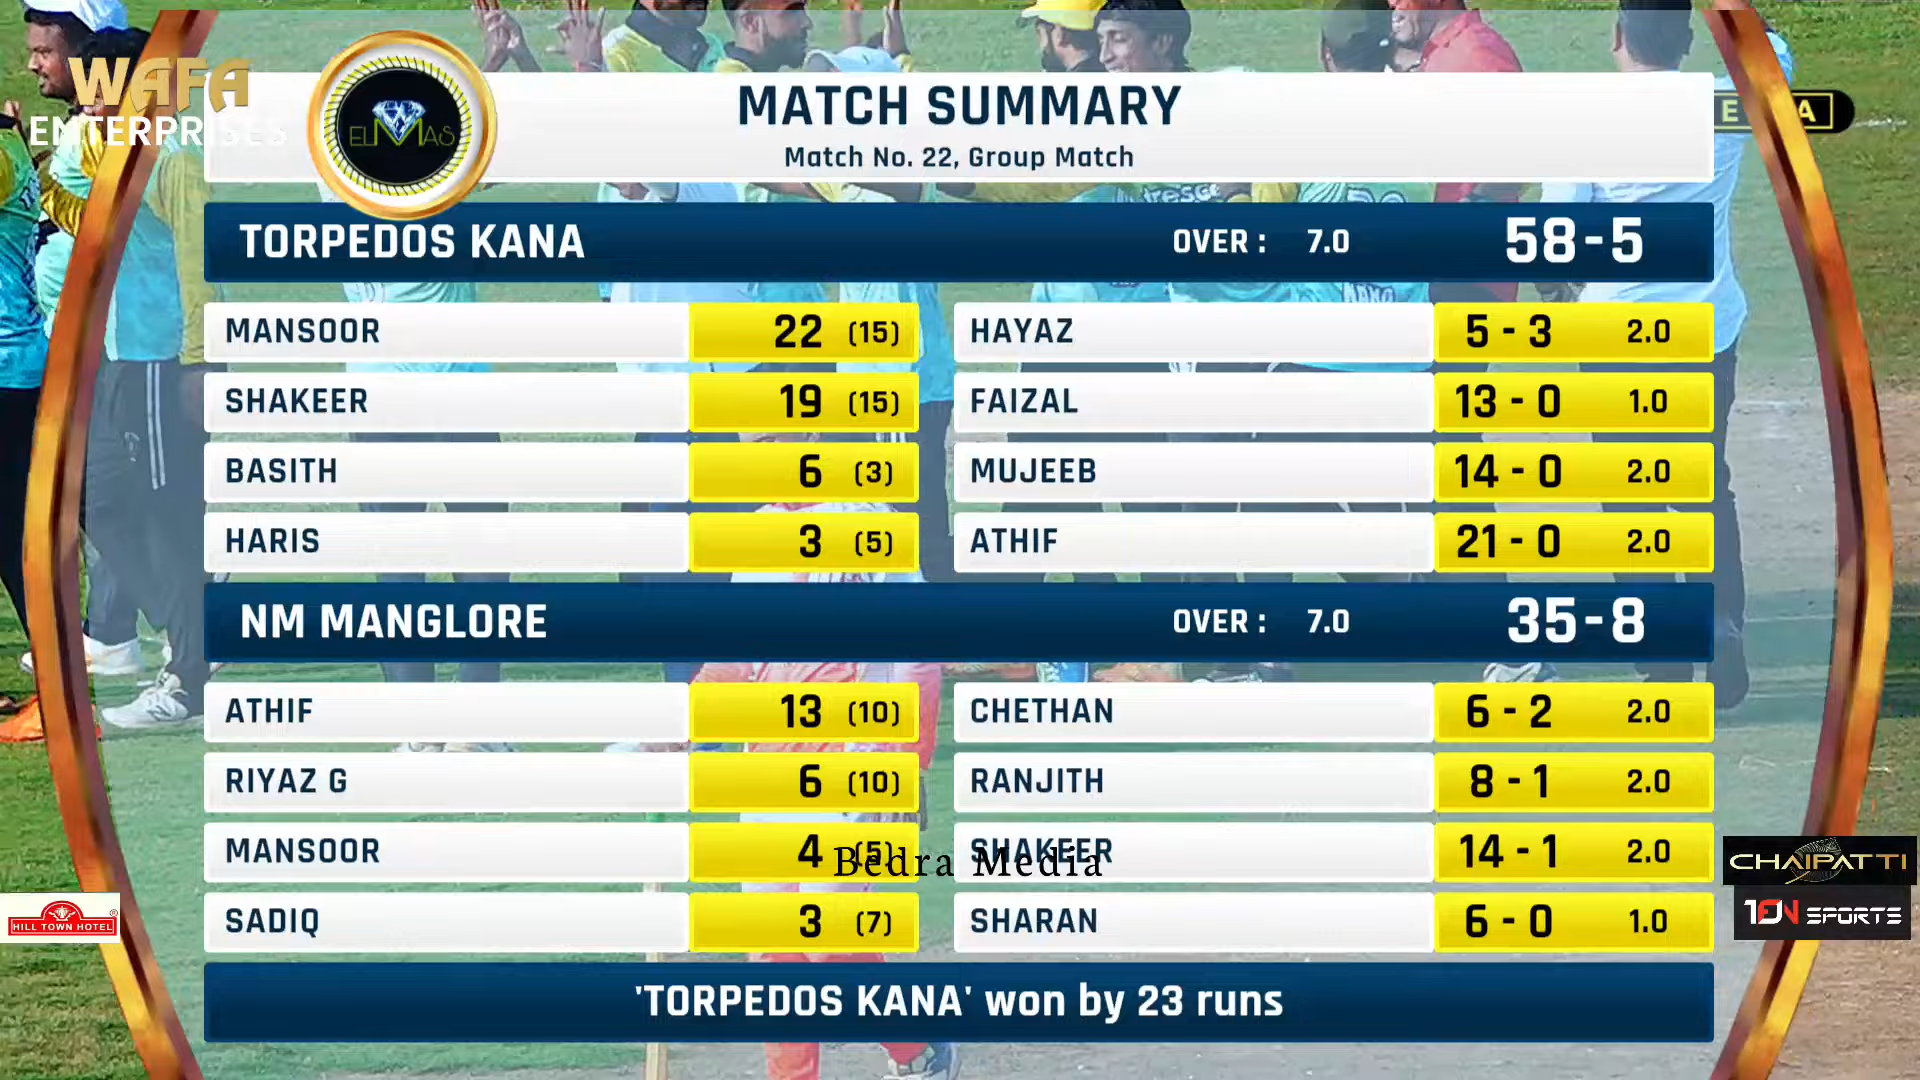 WAFA
ENTERPRISES
ELMAS
MATCH SUMMARY
Match No. 22, Group Match
TORPEDOS KANA OVER : 7.0 58-5
MANSOOR 22 (15) HAYAZ 5 - 3 2.0
SHAKEER 19 (15) FAIZAL 13 - 0 1.0
BASITH 6 (3) MUJEEB 14 - 0 2.0
HARIS 3 (5) ATHIF 21 - 0 2.0
NM MANGLORE OVER : 7.0 35-8
ATHIF 13 (10) CHETHAN 6 - 2 2.0
RIYAZ G 6 (10) RANJITH 8 - 1 2.0
MANSOOR 4 (5) SHAKEER 14 - 1 2.0
Bedra Media
CHAIPATTI
SADIQ 3 (7) SHARAN 6 - 0 1.0
HILL TOWN HOTEL
10N SPORTS
'TORPEDOS KANA' won by 23 runs